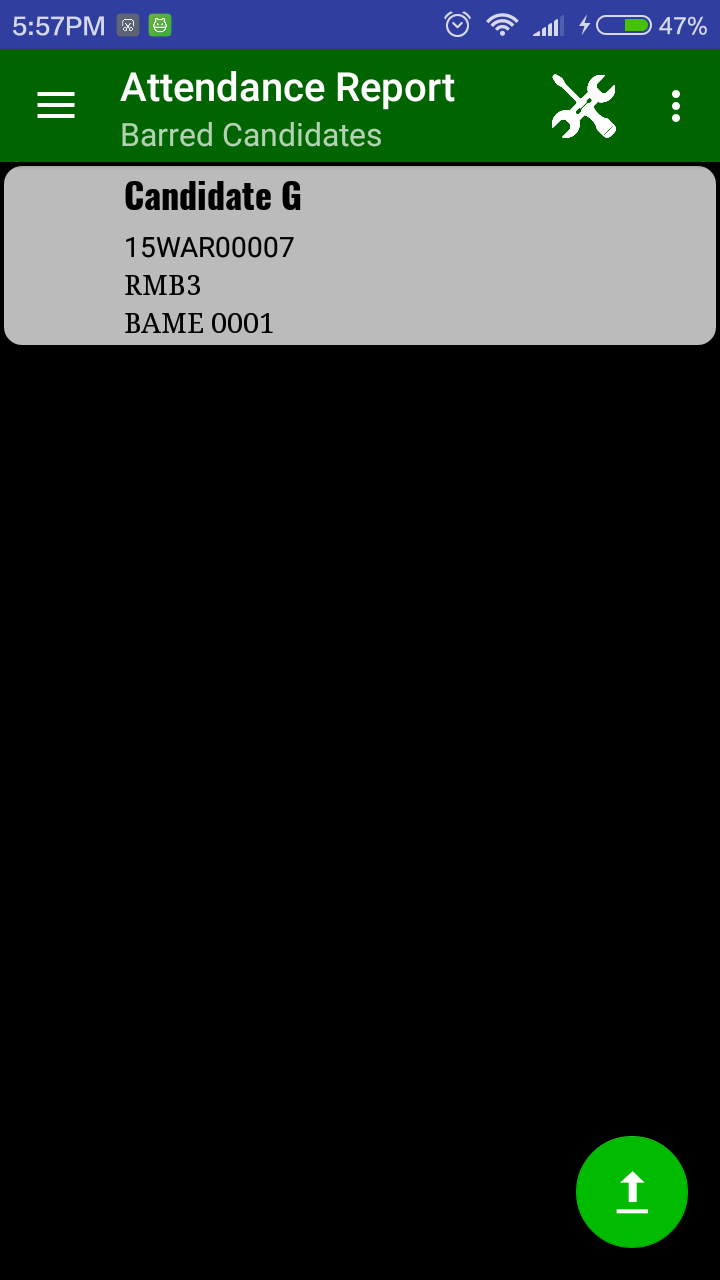 5:57PM
47%
Attendance Report
Barred Candidates
Candidate G
15WAR00007
RMB3
BAME 0001